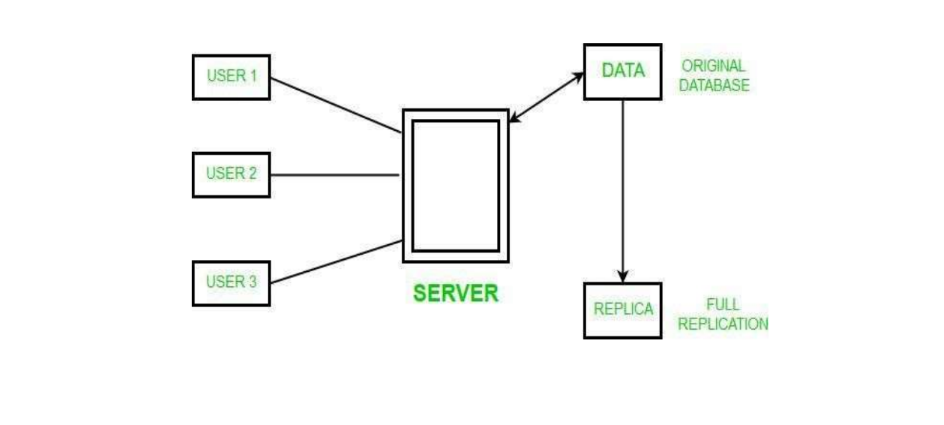 USER 1
DATA
ORIGINAL
DATABASE
USER 2
USER 3
SERVER
REPLICA
FULL
REPLICATION